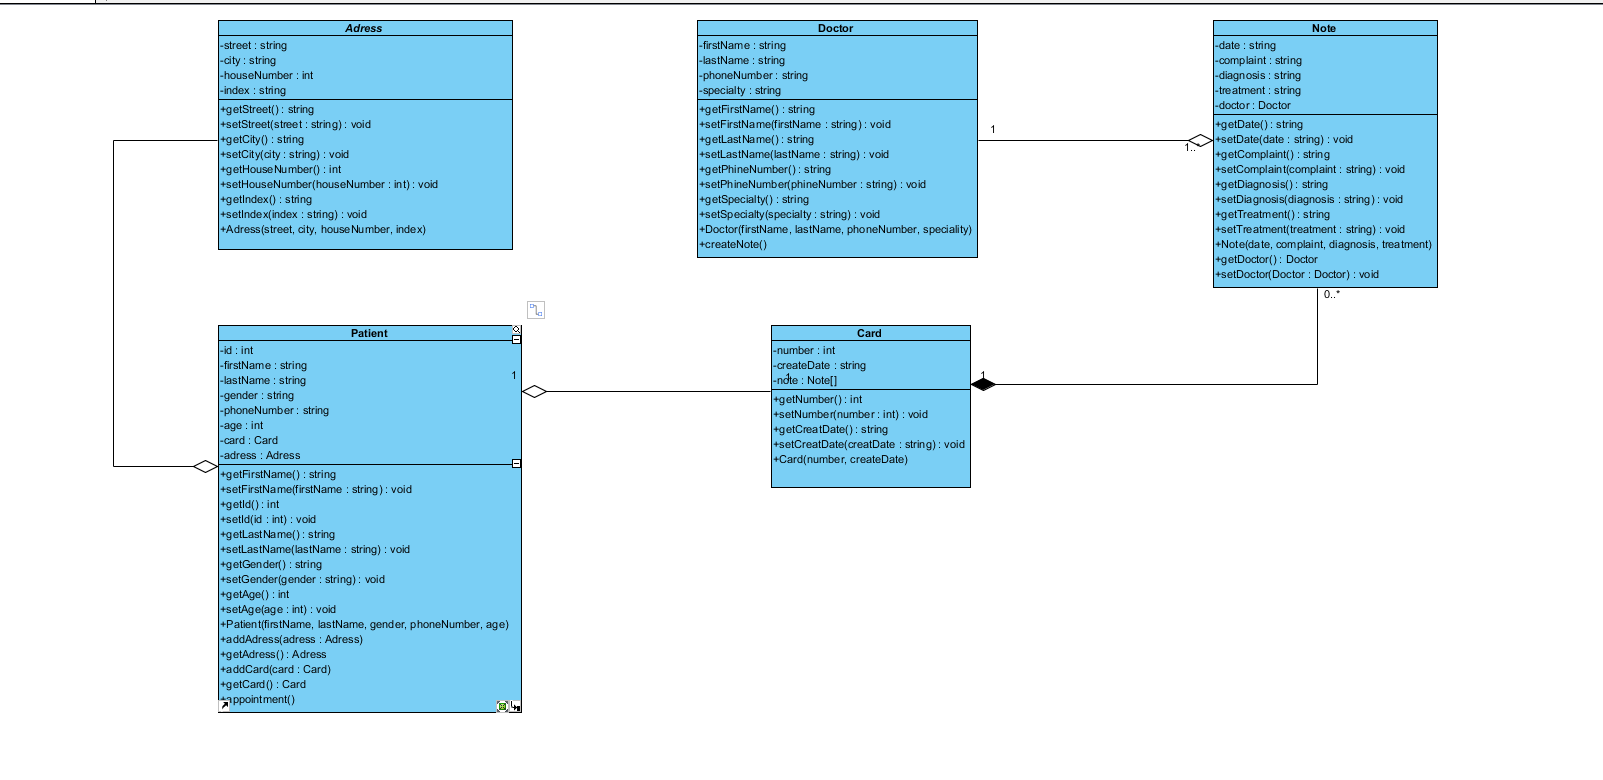 Adress
-street : string
-city : string
-houseNumber : int
-index : string
+getStreet() : string
+setStreet(street : string) : void
+getCity() : string
+setCity(city : string) : void
+getHouseNumber() : int
+setHouseNumber(houseNumber : int) : void
+getIndex() : string
+setIndex(index : string) : void
+Adress(street, city, houseNumber, index)
Doctor
-firstName : string
-lastName : string
-phoneNumber : string
-specialty : string
+getFirstName() : string
+setFirstName(firstName : string) : void
+getLastName() : string
+setLastName(lastName : string) : void
+getPhineNumber() : string
+setPhineNumber(phineNumber : string) : void
+getSpecialty() : string
+setSpecialty(specialty : string) : void
+Doctor(firstName, lastName, phoneNumber, speciality)
+createNote()
1
1..*
Note
-date : string
-complaint : string
-diagnosis : string
-treatment : string
-doctor : Doctor
+getDate() : string
+setDate(date : string) : void
+getComplaint() : string
+setComplaint(complaint : string) : void
+getDiagnosis() : string
+setDiagnosis(diagnosis : string) : void
+getTreatment() : string
+setTreatment(treatment : string) : void
+Note(date, complaint, diagnosis, treatment)
+getDoctor() : Doctor
+setDoctor(Doctor : Doctor) : void
0..*
Patient
-id : int
-firstName : string
-lastName : string
-gender : string
-phoneNumber : string
-age : int
-card : Card
-adress : Adress
+getFirstName() : string
+setFirstName(firstName : string) : void
+getId() : int
+setId(id : int) : void
+getLastName() : string
+setLastName(lastName : string) : void
+getGender() : string
+setGender(gender : string) : void
+getAge() : int
+setAge(age : int) : void
+Patient(firstName, lastName, gender, phoneNumber, age)
+addAdress(adress : Adress)
+getAdress() : Adress
+addCard(card : Card)
+getCard() : Card
+appointment()
1
1
Card
-number : int
-createDate : string
-note : Note[]
+getNumber() : int
+setNumber(number : int) : void
+getCreatDate() : string
+setCreatDate(creatDate : string) : void
+Card(number, createDate)
1